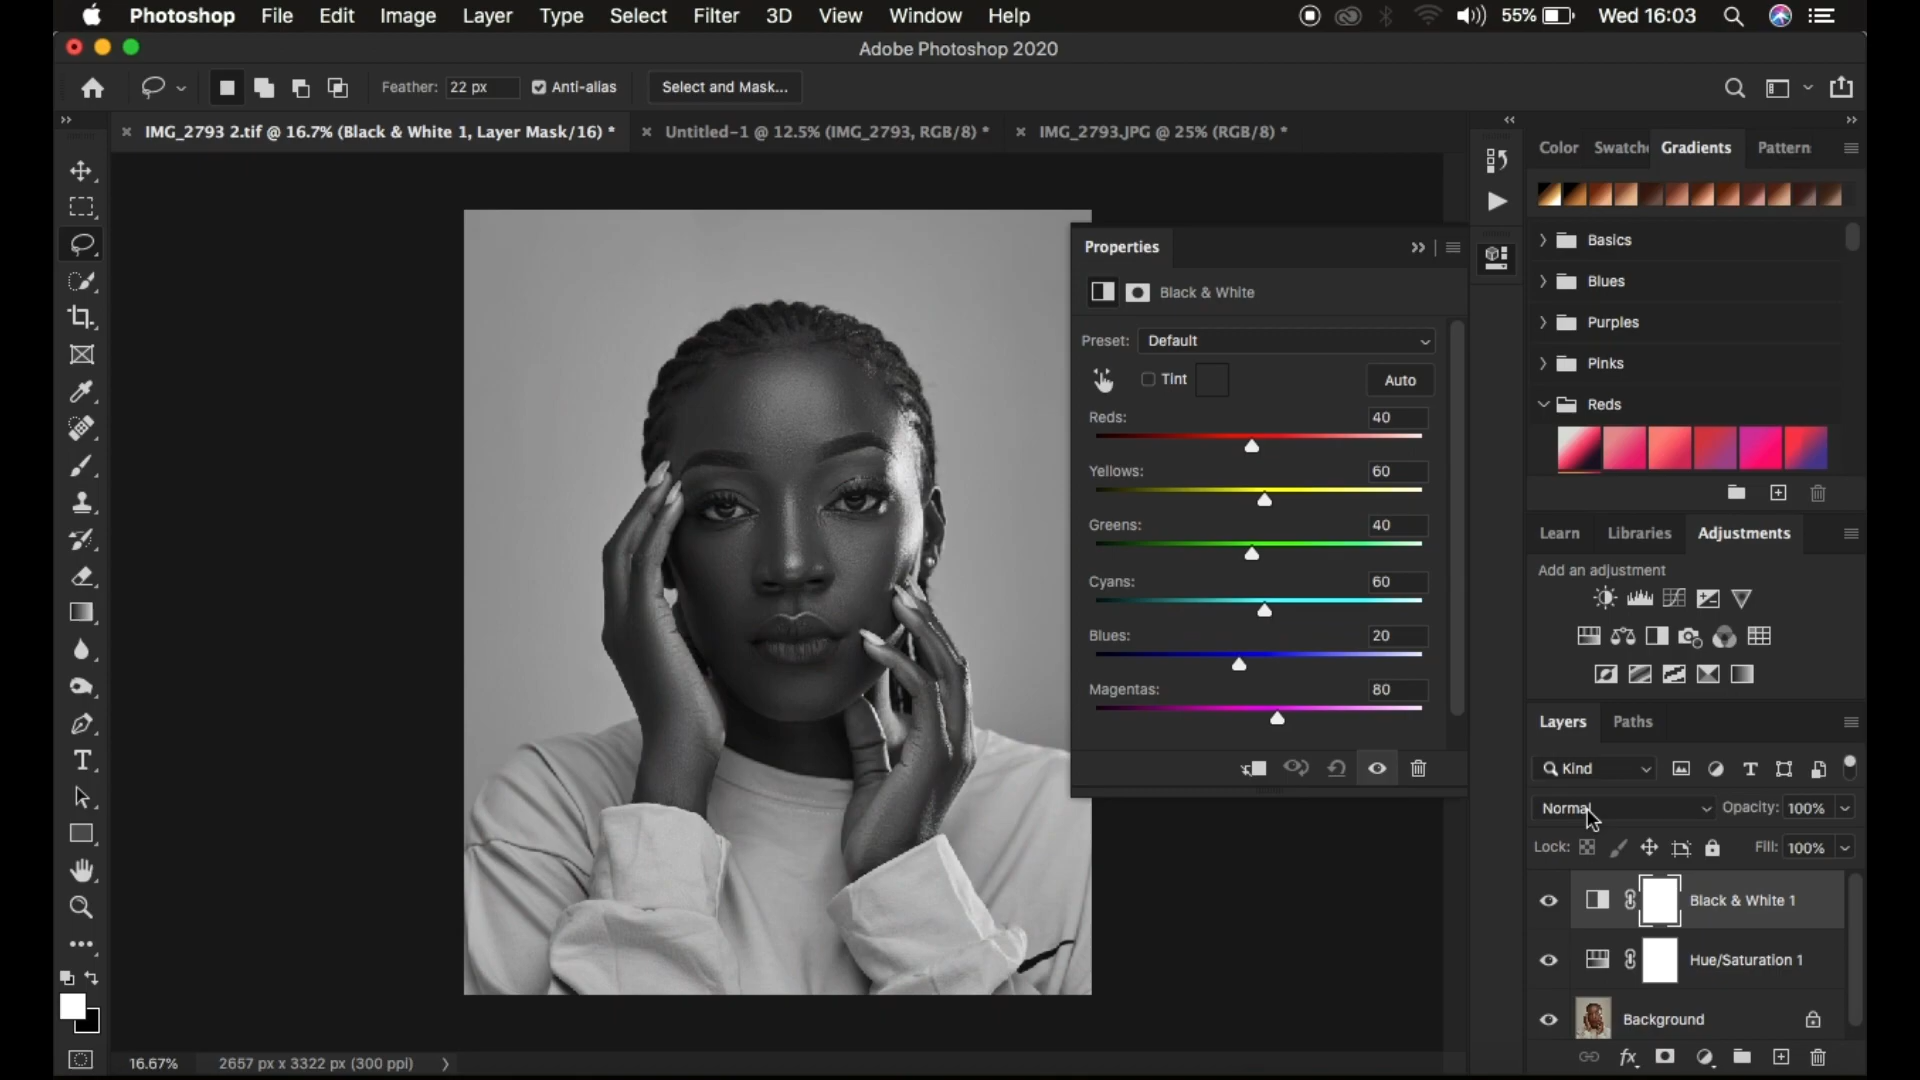 Photoshop File Edit Image Layer Type Select Filter 3D View Window Help 55% Wed 16:03
Adobe Photoshop 2020
Feather: 22 px Anti-alias Select and Mask...
IMG_2793 2.tif @ 16.7% (Black & White 1, Layer Mask/16) * Untitled-1 @ 12.5% (IMG_2793, RGB/8) * IMG_2793.JPG @ 25% (RGB/8) *
Color Swatche Gradients Pattern
Basics
Blues
Purples
Pinks
Reds
Properties
Black & White
Preset: Default
Tint Auto
Reds: 40
Yellows: 60
Greens: 40
Cyans: 60
Blues: 20
Magentas: 80
Learn Libraries Adjustments
Add an adjustment
Layers Paths
Kind
Normal Opacity: 100%
Lock: Fill: 100%
Black & White 1
Hue/Saturation 1
Background
16.67% 2657 px x 3322 px (300 ppi)